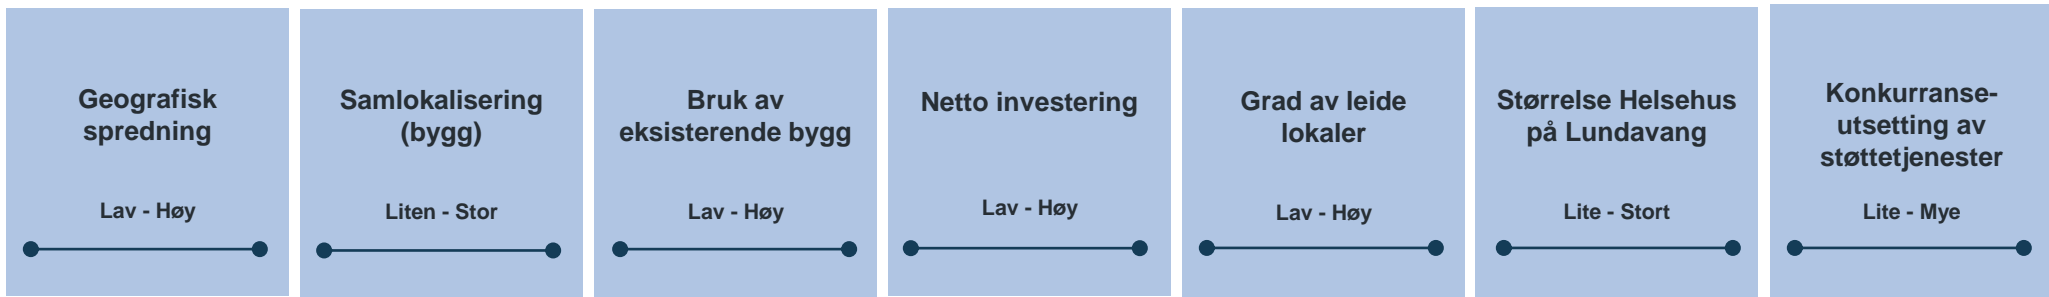 Geografisk
spredning
Lav - Høy
Samlokalisering
(bygg)
Liten - Stor
Bruk av
eksisterende bygg
Lav - Høy
Netto investering
Lav - Høy
Grad av leide
lokaler
Lav - Høy
Størrelse Helsehus
på Lundavang
Lite - Stort
Konkurranse-
utsetting av
støttetjenester
Lite - Mye